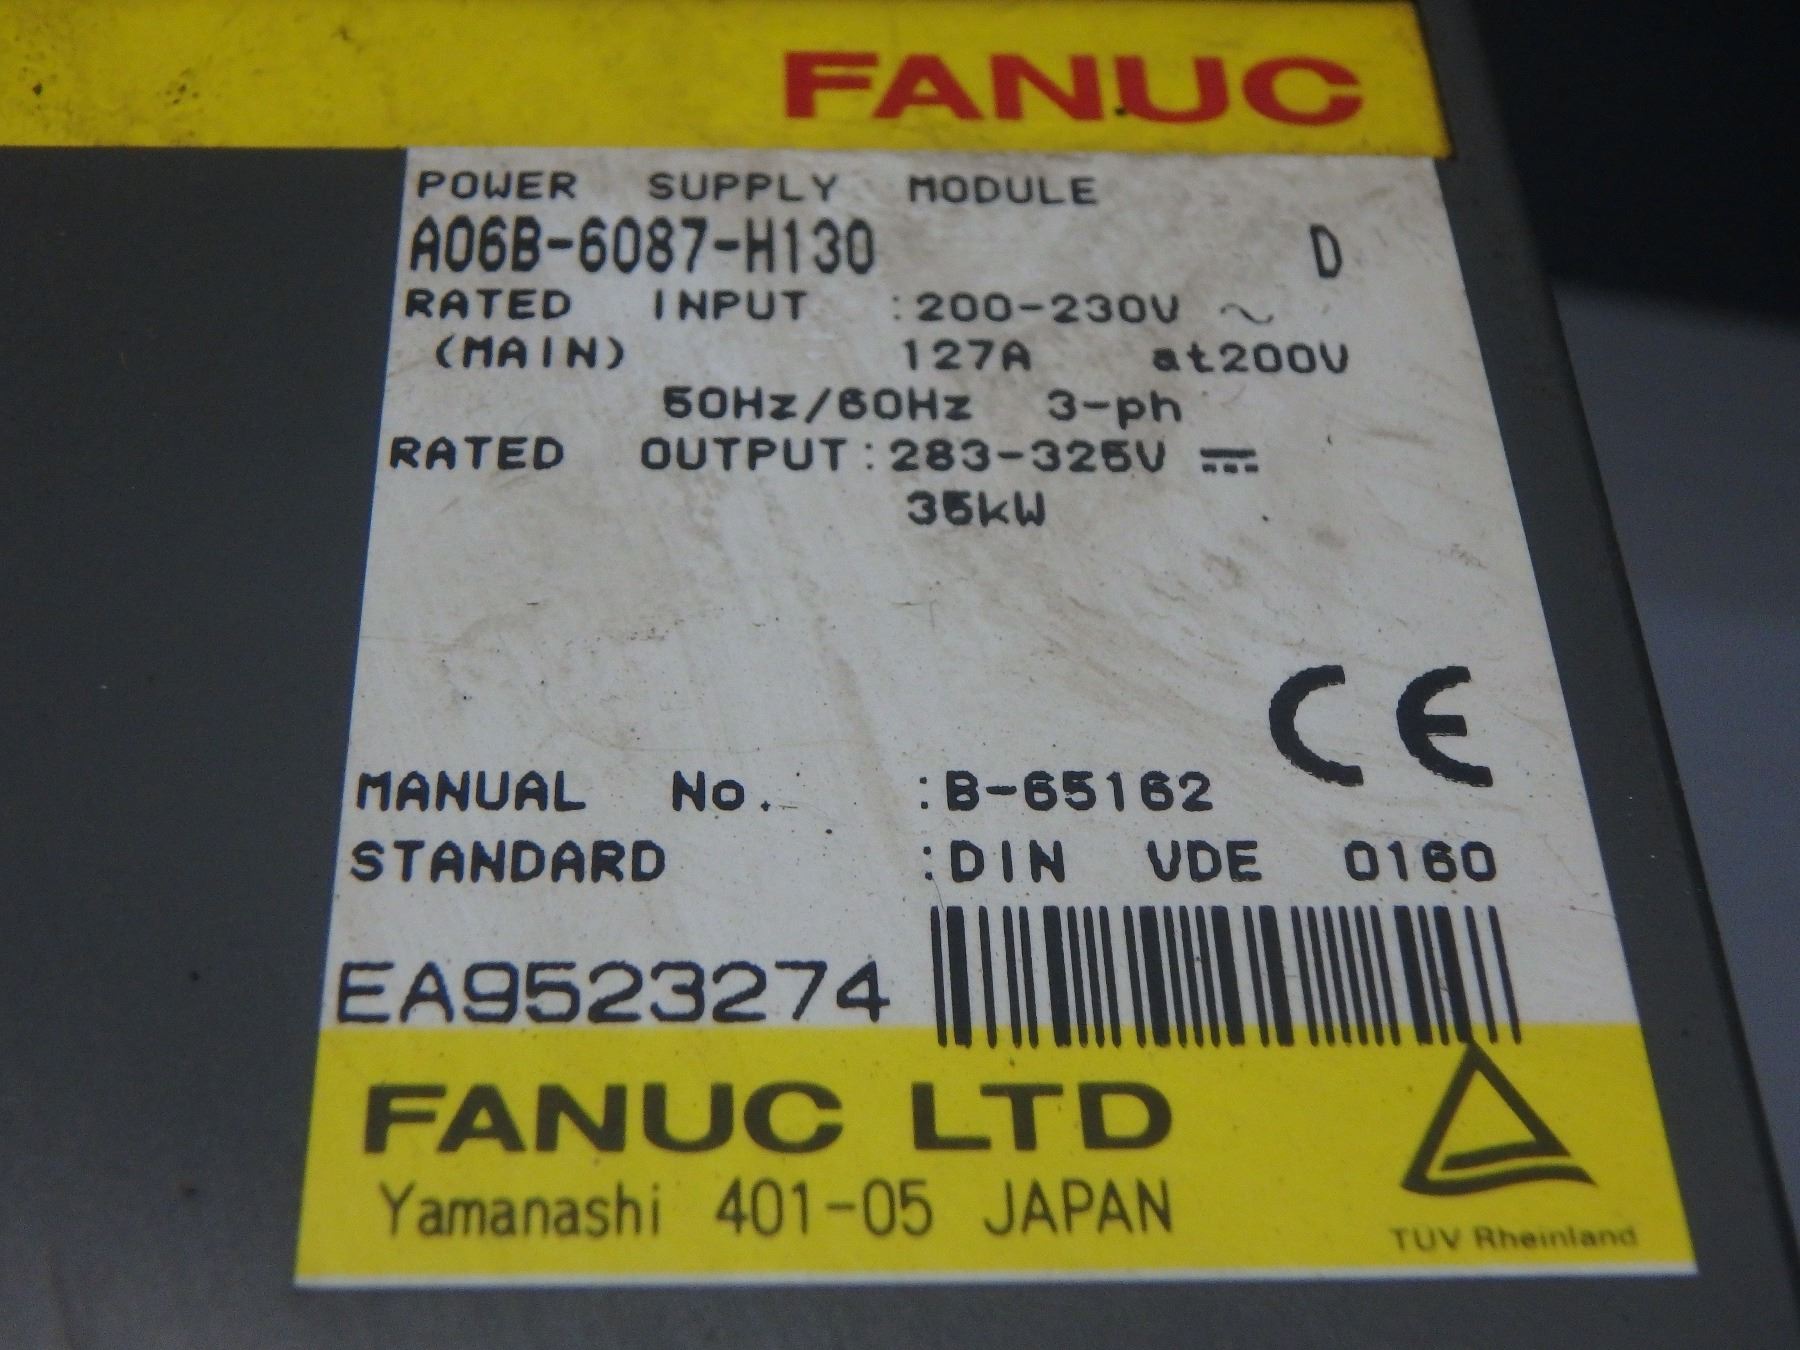 FANUC
POWER SUPPLY MODULE
A06B-6087-H130 D
RATED INPUT :200-230V ~
(MAIN) 127A at200V
50Hz/60Hz 3-ph
RATED OUTPUT:283-325V ⎓
35kW
CE
MANUAL No. :B-65162
STANDARD :DIN VDE 0160
EA9523274
FANUC LTD
Yamanashi 401-05 JAPAN
TÜV Rheinland